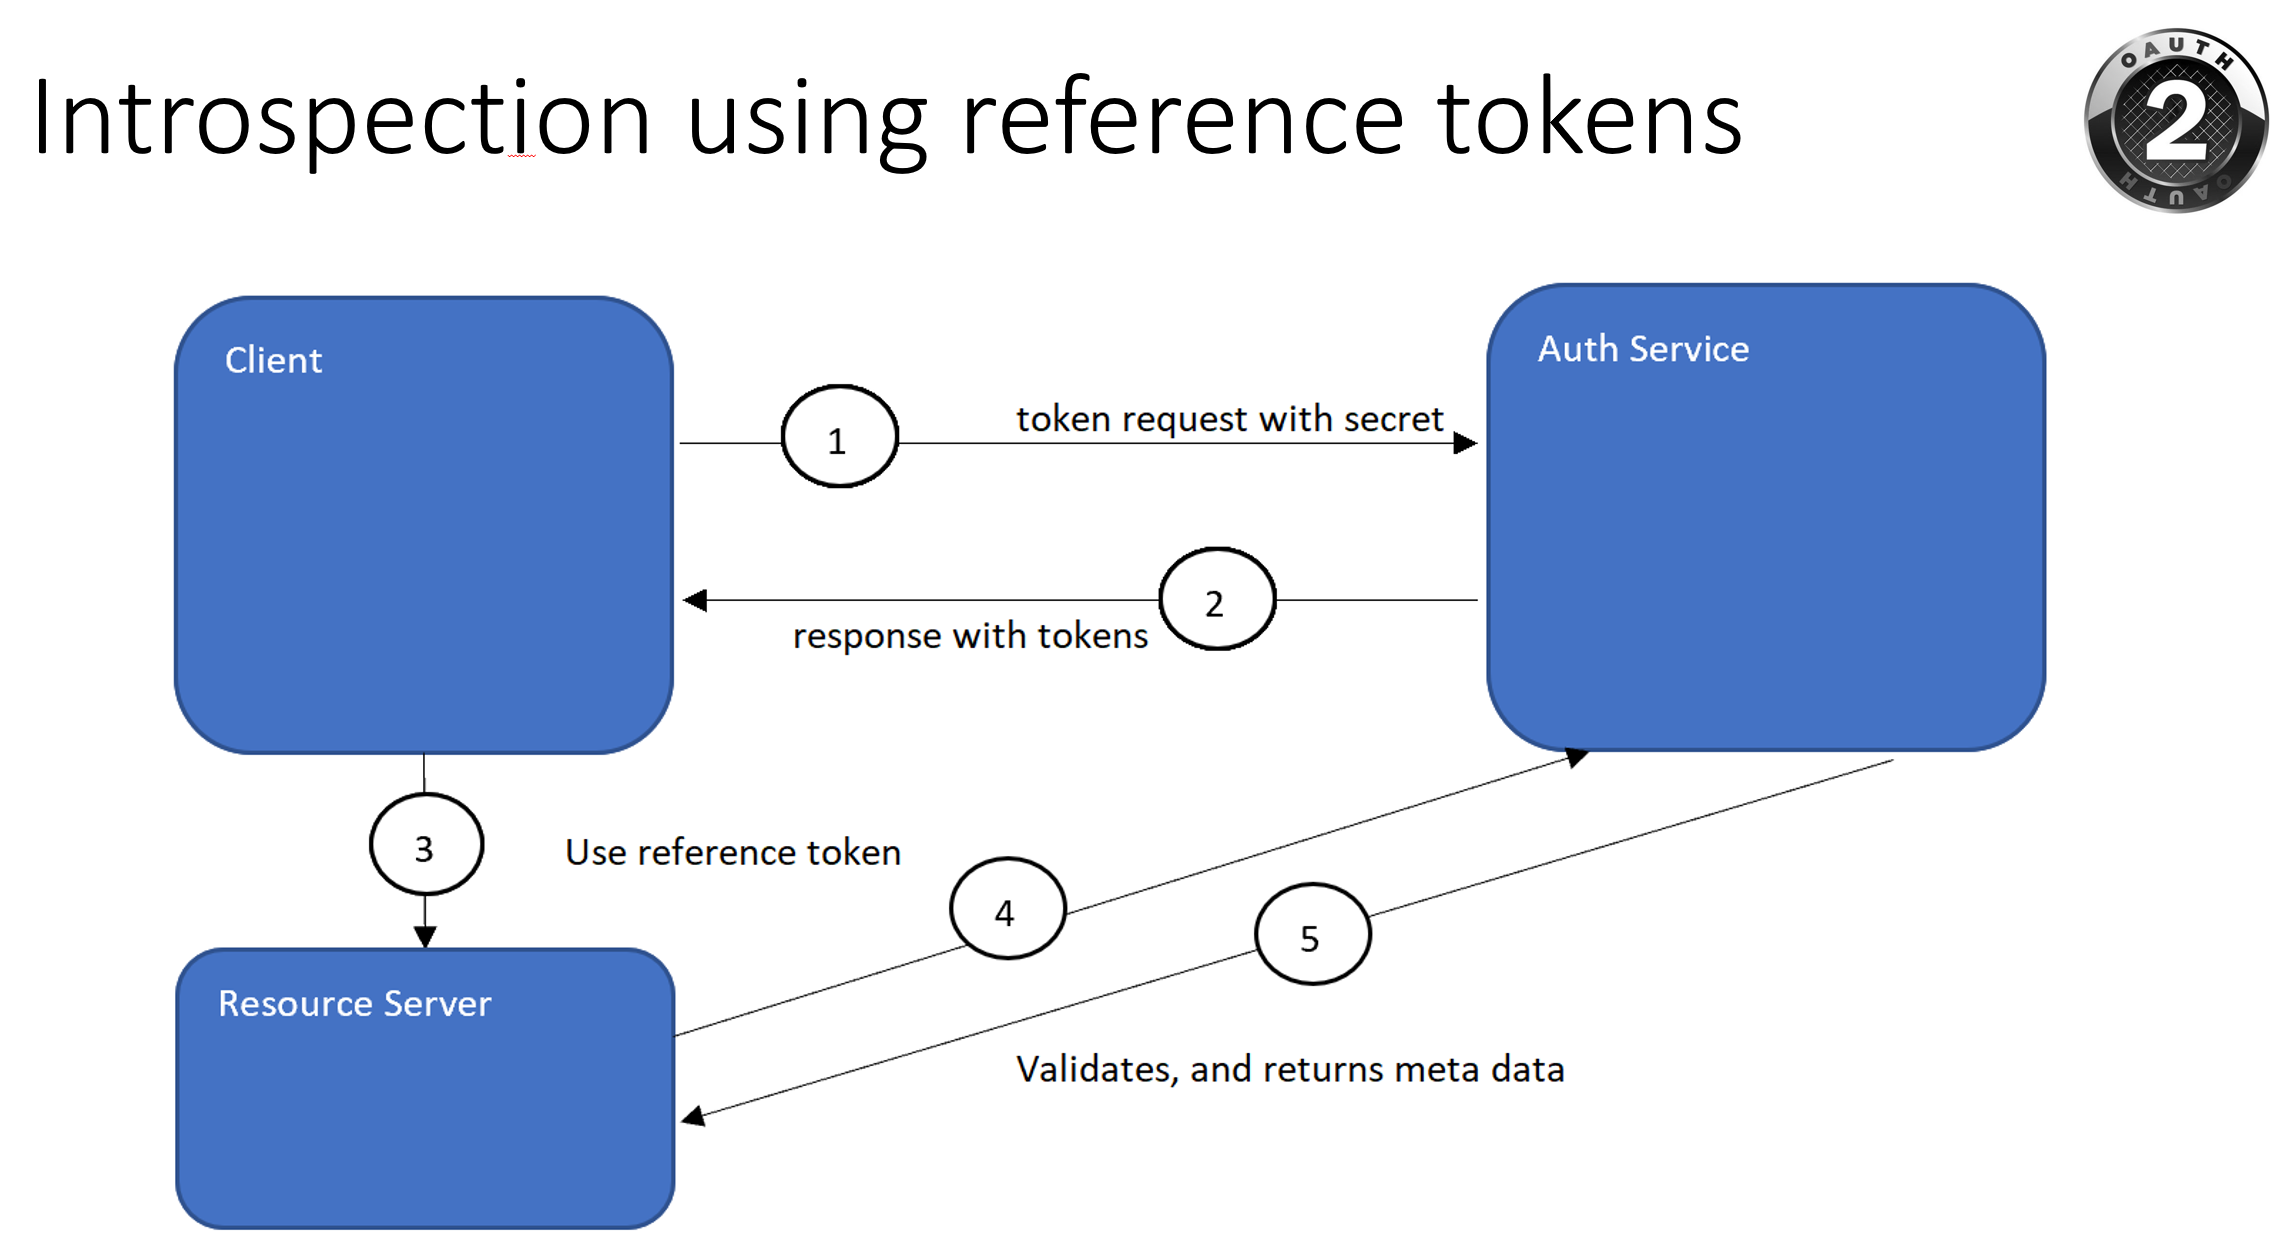 Introspection using reference tokens
OAUTH
2
OAUTH
Client
Auth Service
1
token request with secret
2
response with tokens
3
Use reference token
4
5
Resource Server
Validates, and returns meta data